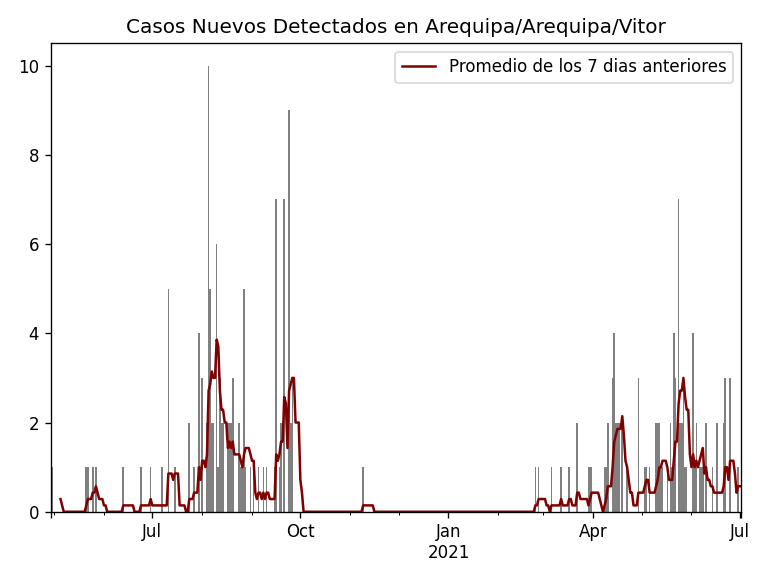 Casos Nuevos Detectados en Arequipa/Arequipa/Vitor
Promedio de los 7 dias anteriores
10
8
6
4
2
0
Jul
Oct
Jan
2021
Apr
Jul